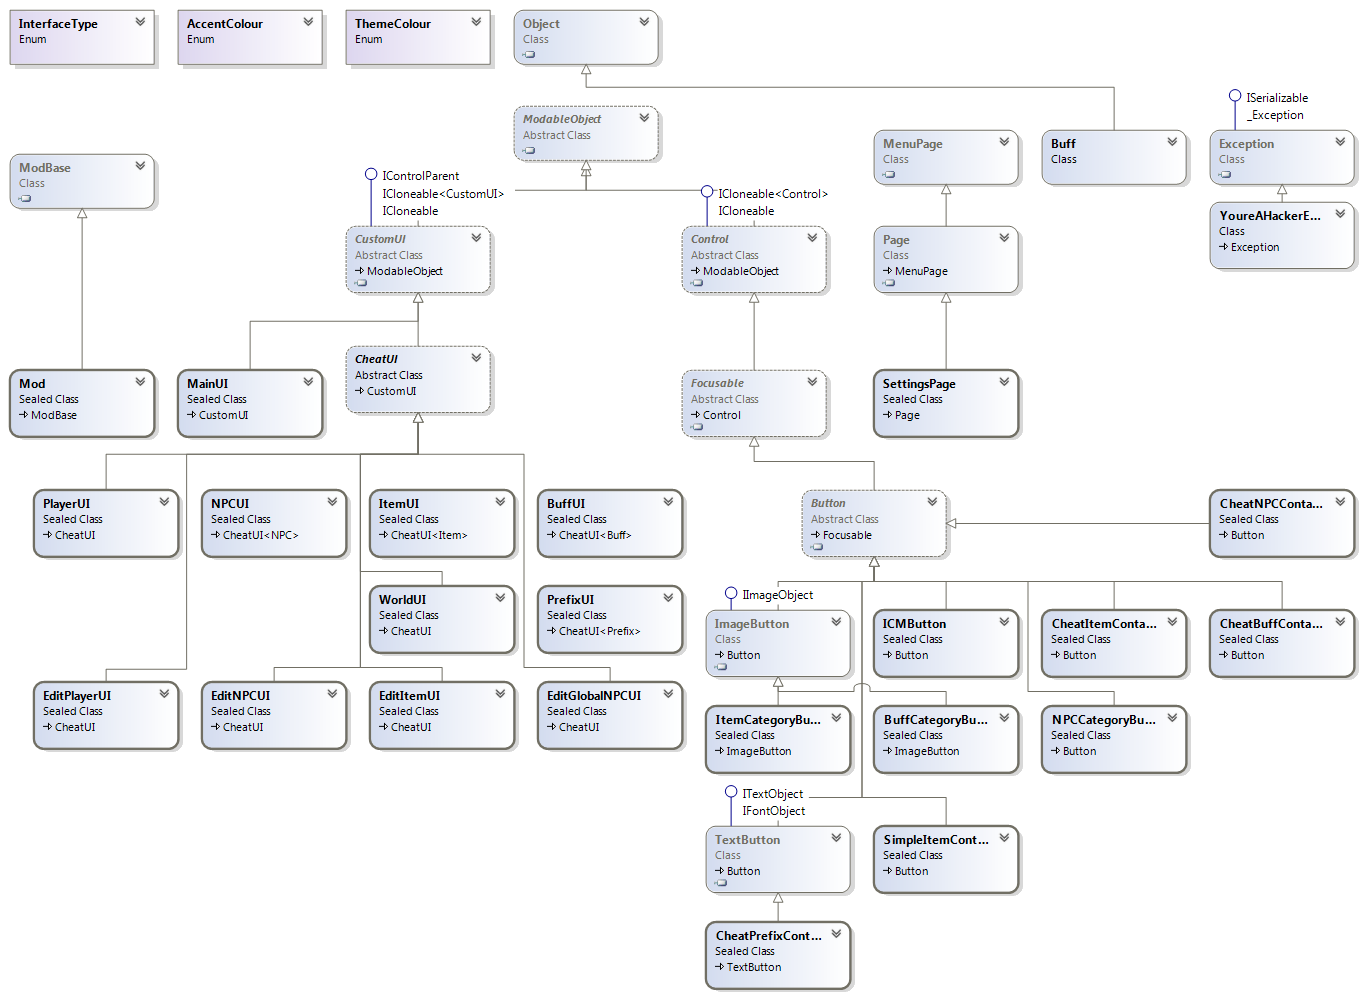 InterfaceType
Enum
AccentColour
Enum
ThemeColour
Enum
Object
Class
ModableObject
Abstract Class
ModBase
Class
IControlParent
ICloneable<CustomUI>
ICloneable
CustomUI
Abstract Class
ModableObject
ICloneable<Control>
ICloneable
Control
Abstract Class
ModableObject
MenuPage
Class
Page
Class
MenuPage
Buff
Class
ISerializable
_Exception
Exception
Class
YoureAHackerE...
Class
Exception
Mod
Sealed Class
ModBase
MainUI
Sealed Class
CustomUI
CheatUI
Abstract Class
CustomUI
Focusable
Abstract Class
Control
SettingsPage
Sealed Class
Page
PlayerUI
Sealed Class
CheatUI
NPCUI
Sealed Class
CheatUI<NPC>
ItemUI
Sealed Class
CheatUI<Item>
BuffUI
Sealed Class
CheatUI<Buff>
Button
Abstract Class
Focusable
CheatNPCConta...
Sealed Class
Button
WorldUI
Sealed Class
CheatUI
PrefixUI
Sealed Class
CheatUI<Prefix>
IImageObject
ImageButton
Class
Button
ICMButton
Sealed Class
Button
CheatItemConta...
Sealed Class
Button
CheatBuffConta...
Sealed Class
Button
EditPlayerUI
Sealed Class
CheatUI
EditNPCUI
Sealed Class
CheatUI
EditItemUI
Sealed Class
CheatUI
EditGlobalNPCUI
Sealed Class
CheatUI
ItemCategoryBu...
Sealed Class
ImageButton
BuffCategoryBu...
Sealed Class
ImageButton
NPCCategoryBu...
Sealed Class
Button
ITextObject
IFontObject
TextButton
Class
Button
SimpleItemCont...
Sealed Class
Button
CheatPrefixCont...
Sealed Class
TextButton